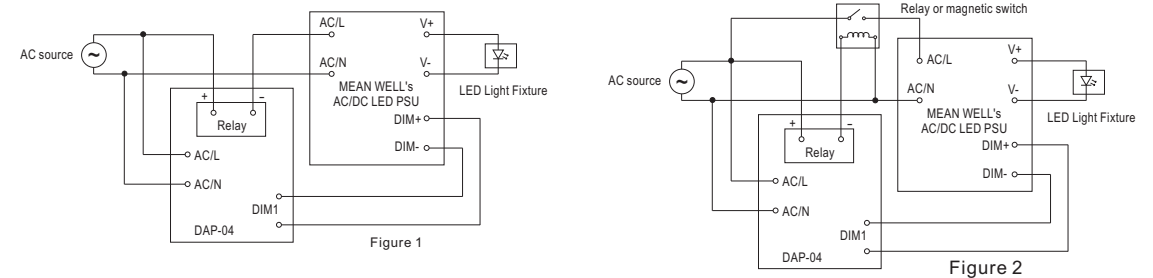 AC/L
V+
AC source
~
AC/N
V-
MEAN WELL's
AC/DC LED PSU
LED Light Fixture
+
–
Relay
DIM+
DIM-
AC/L
AC/N
DIM1
DAP-04
Figure 1
Relay or magnetic switch
V+
AC/L
AC source
~
AC/N
V-
MEAN WELL's
AC/DC LED PSU
LED Light Fixture
+
–
Relay
DIM+
DIM-
AC/L
AC/N
DIM1
DAP-04
Figure 2